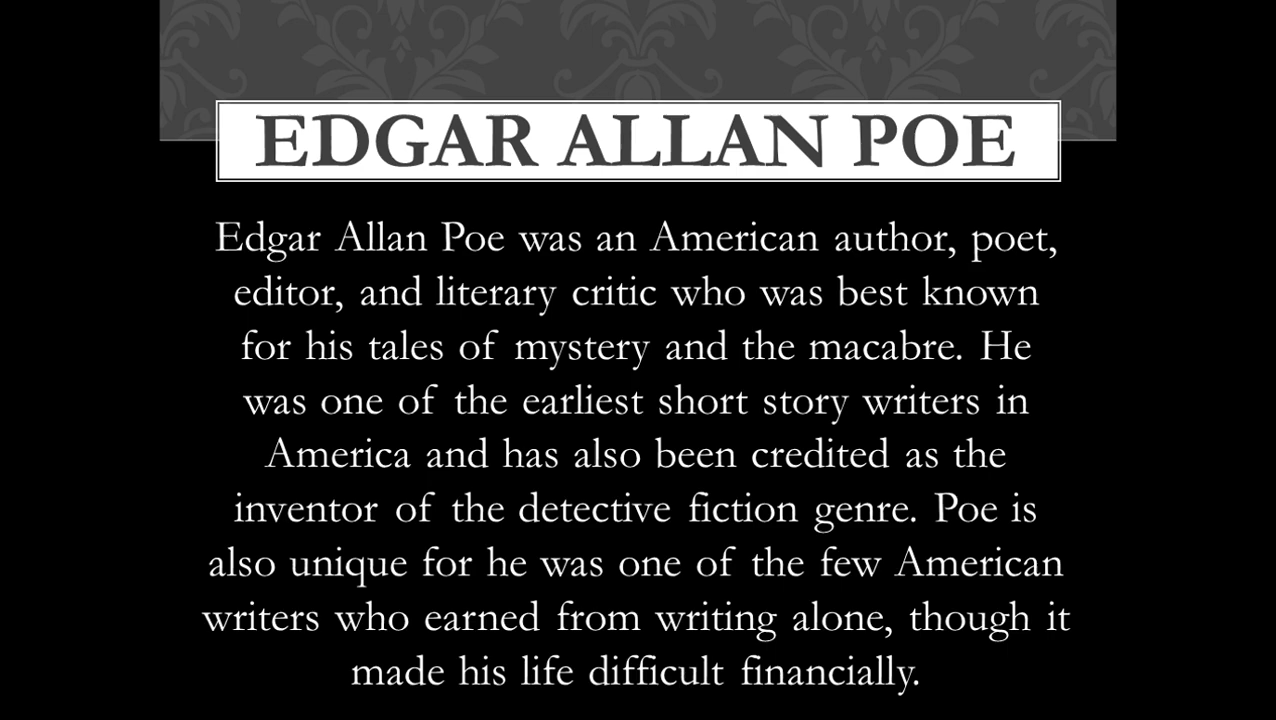 EDGAR ALLAN POE
Edgar Allan Poe was an American author, poet,
editor, and literary critic who was best known
for his tales of mystery and the macabre. He
was one of the earliest short story writers in
America and has also been credited as the
inventor of the detective fiction genre. Poe is
also unique for he was one of the few American
writers who earned from writing alone, though it
made his life difficult financially.